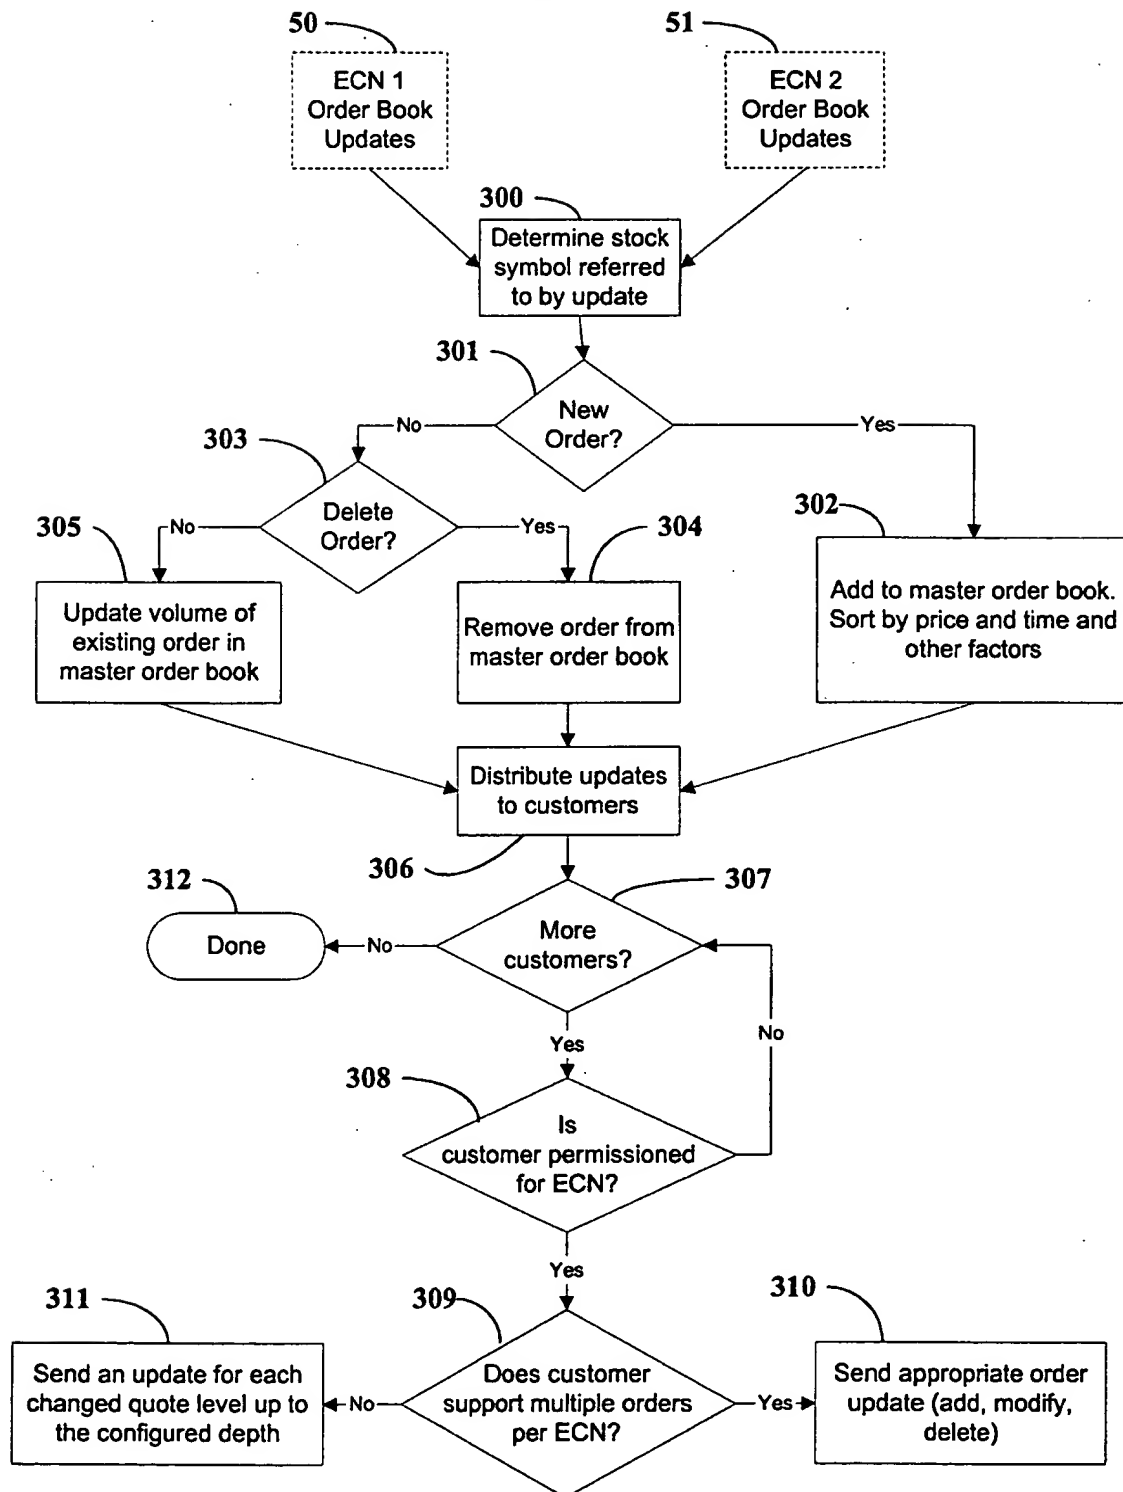 50
51
ECN 1
Order Book
Updates
ECN 2
Order Book
Updates
300
Determine stock
symbol referred
to by update
301
New
Order?
No
Yes
303
Delete
Order?
No
Yes
305
304
302
Update volume of
existing order in
master order book
Remove order from
master order book
Add to master order book.
Sort by price and time and
other factors
Distribute updates
to customers
306
307
312
More
customers?
No
Done
Yes
No
308
Is
customer permissioned
for ECN?
Yes
311
309
310
Send an update for each
changed quote level up to
the configured depth
No
Does customer
support multiple orders
per ECN?
Yes
Send appropriate order
update (add, modify,
delete)